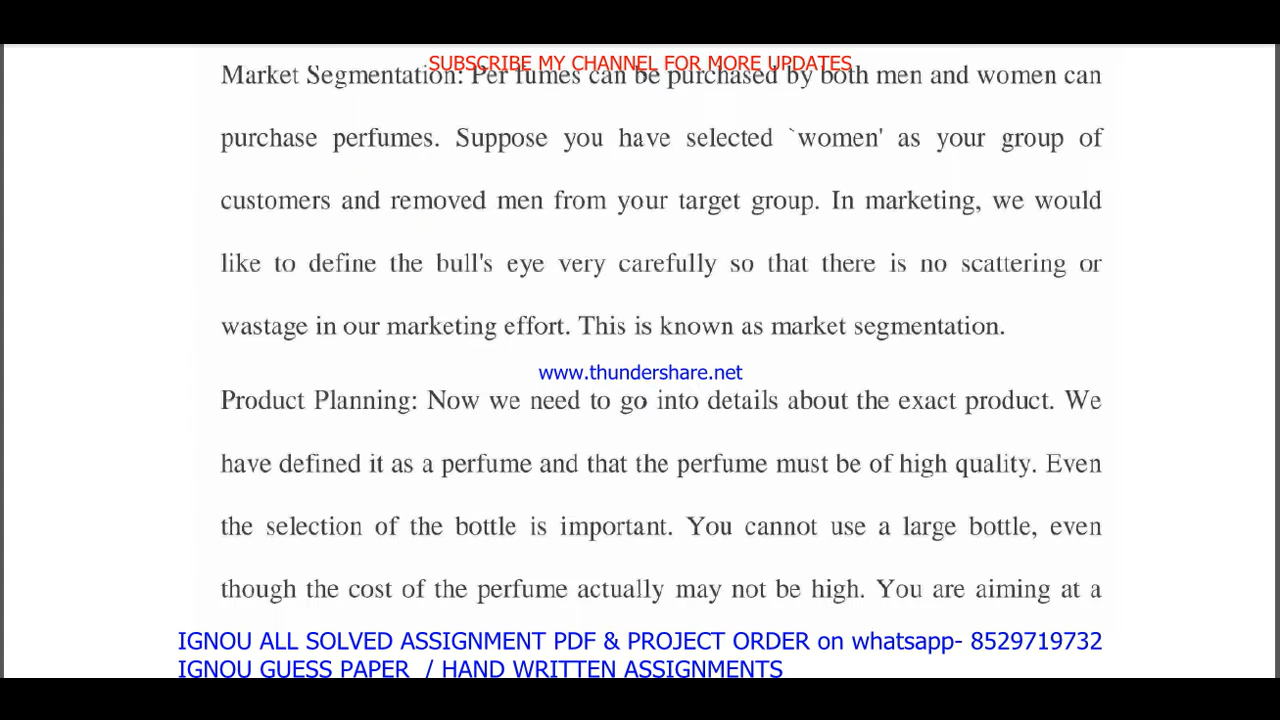 SUBSCRIBE MY CHANNEL FOR MORE UPDATES
Market Segmentation: Per fumes can be purchased by both men and women can
purchase perfumes. Suppose you have selected `women' as your group of
customers and removed men from your target group. In marketing, we would
like to define the bull's eye very carefully so that there is no scattering or
wastage in our marketing effort. This is known as market segmentation.
www.thundershare.net
Product Planning: Now we need to go into details about the exact product. We
have defined it as a perfume and that the perfume must be of high quality. Even
the selection of the bottle is important. You cannot use a large bottle, even
though the cost of the perfume actually may not be high. You are aiming at a
IGNOU ALL SOLVED ASSIGNMENT PDF & PROJECT ORDER on whatsapp- 8529719732
IGNOU GUESS PAPER / HAND WRITTEN ASSIGNMENTS